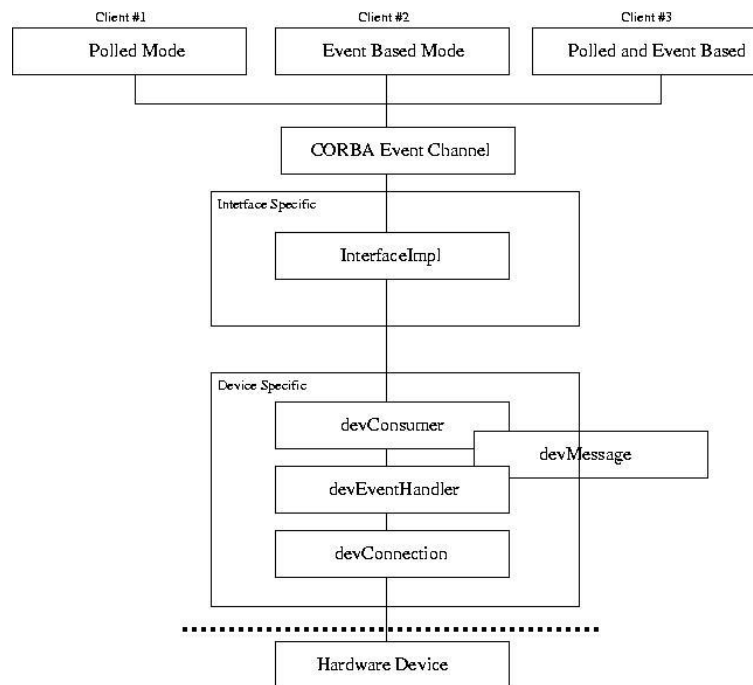 Client #1
Client #2
Client #3
Polled Mode
Event Based Mode
Polled and Event Based
CORBA Event Channel
Interface Specific
InterfaceImpl
Device Specific
devConsumer
devMessage
devEventHandler
devConnection
Hardware Device